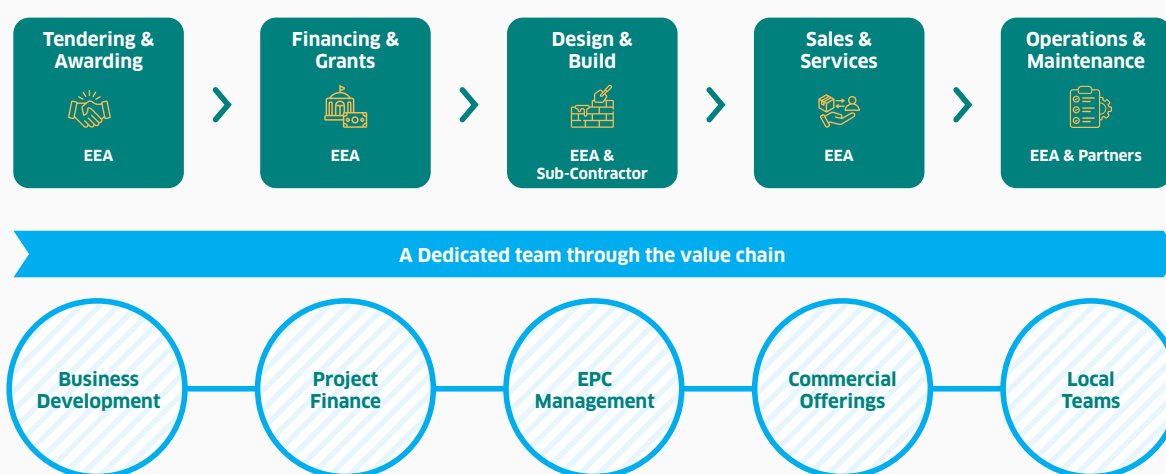 Tendering &
Awarding
EEA
Financing &
Grants
EEA
Design &
Build
EEA &
Sub-Contractor
Sales &
Services
EEA
Operations &
Maintenance
EEA & Partners
A Dedicated team through the value chain
Business
Development
Project
Finance
EPC
Management
Commercial
Offerings
Local
Teams